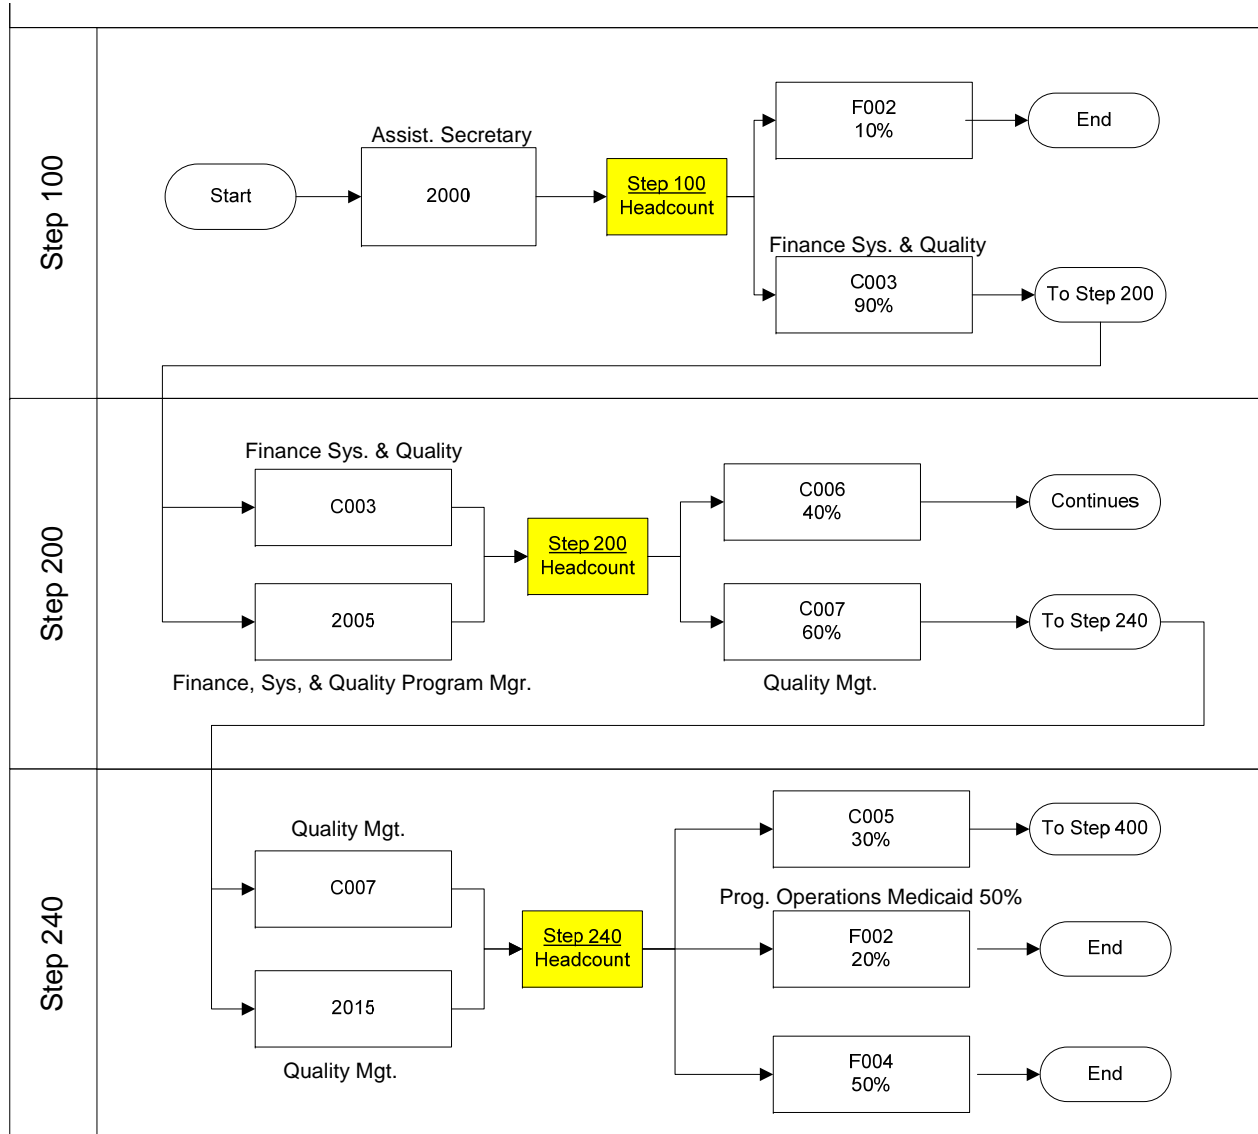 Step 100
Assist. Secretary
Start
2000
Step 100
Headcount
F002
10%
End
Finance Sys. & Quality
C003
90%
To Step 200
Step 200
Finance Sys. & Quality
C003
2005
Finance, Sys, & Quality Program Mgr.
Step 200
Headcount
C006
40%
Continues
C007
60%
To Step 240
Quality Mgt.
Step 240
Quality Mgt.
C007
2015
Quality Mgt.
Step 240
Headcount
C005
30%
To Step 400
Prog. Operations Medicaid 50%
F002
20%
End
F004
50%
End